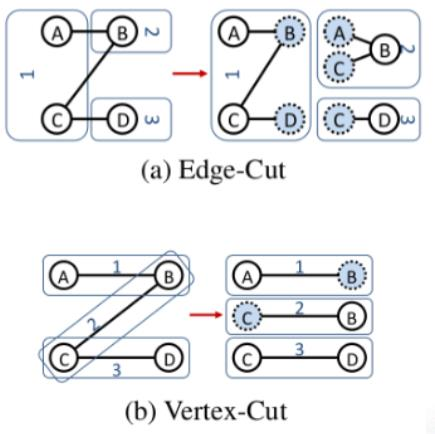 A B 2 A B A B 2
1 1 C
C D 3 C D C D 3
(a) Edge-Cut
A 1 B A 1 B
2 C 2 B
C 3 D C 3 D
(b) Vertex-Cut